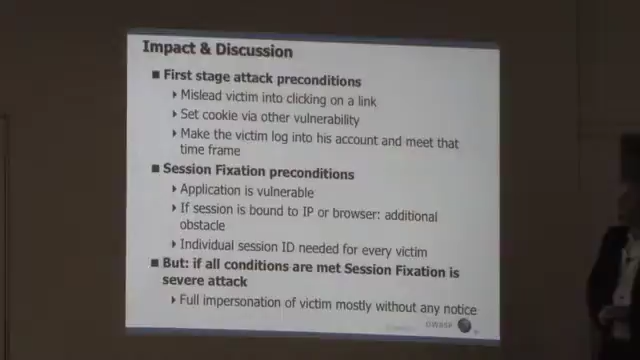 Impact & Discussion
First stage attack preconditions
Mislead victim into clicking on a link
Set cookie via other vulnerability
Make the victim log into his account and meet that
time frame
Session Fixation preconditions
Application is vulnerable
If session is bound to IP or browser: additional
obstacle
Individual session ID needed for every victim
But: if all conditions are met Session Fixation is
severe attack
Full impersonation of victim mostly without any notice
OWASP